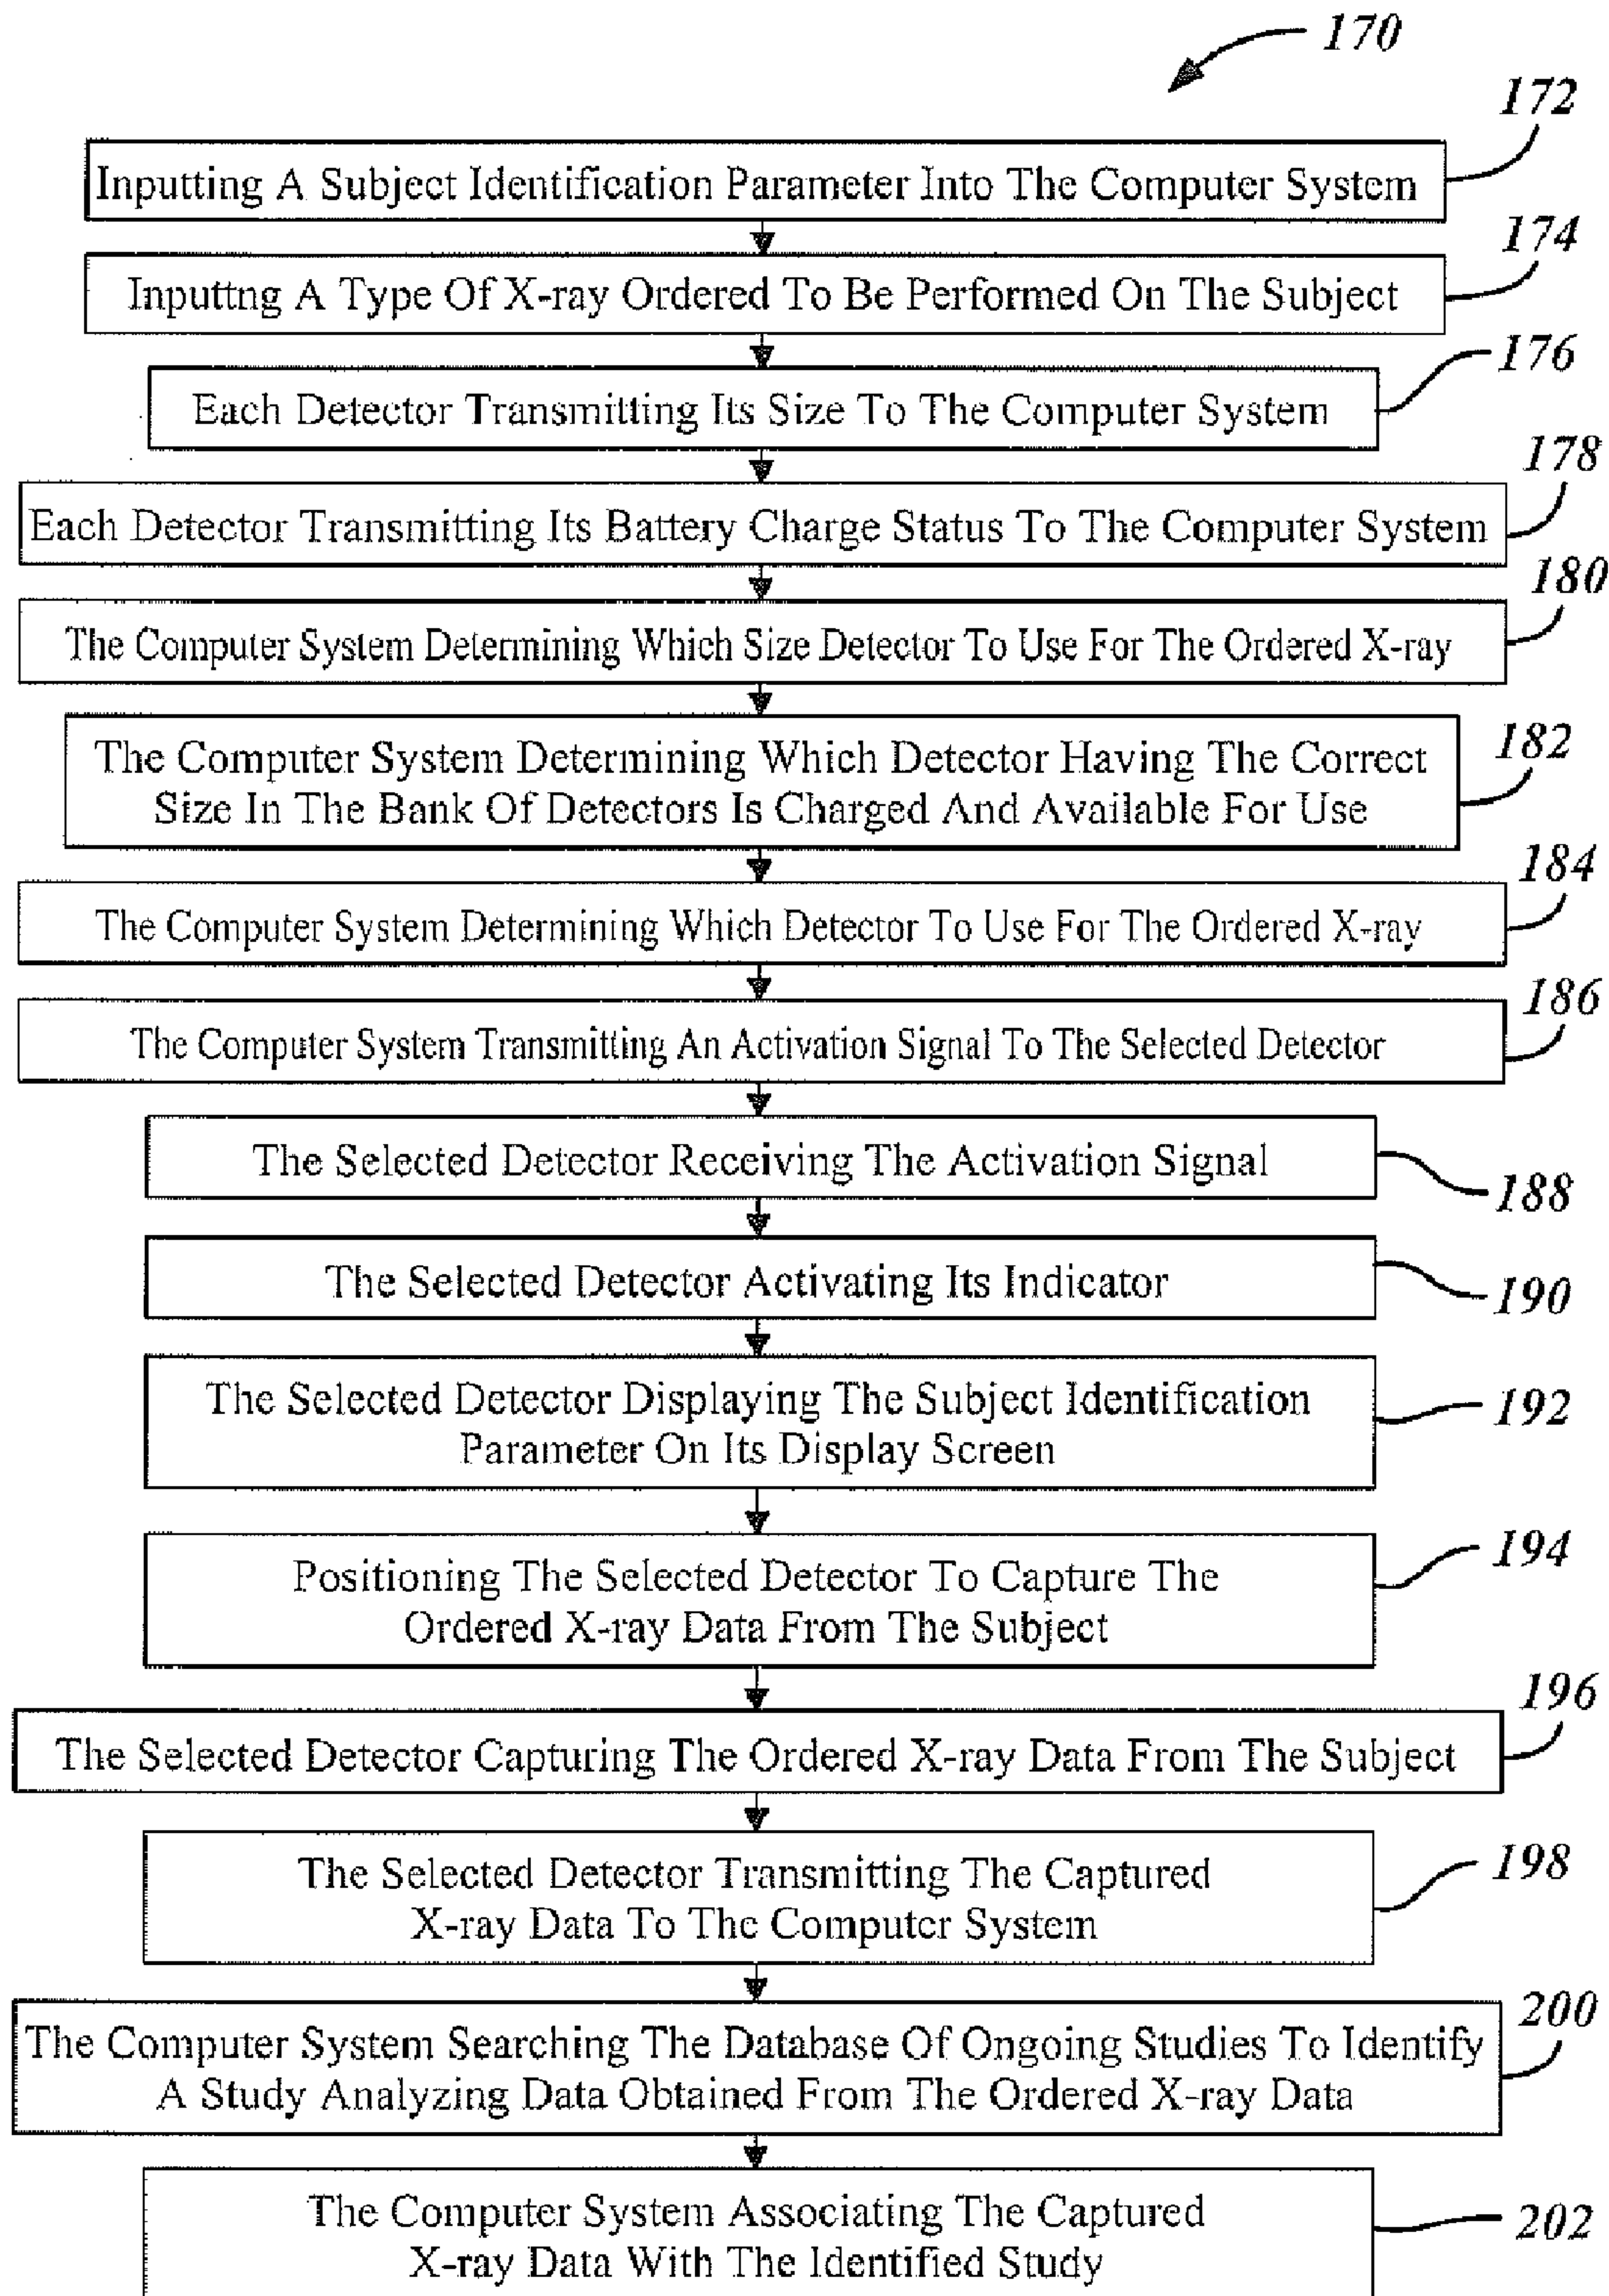 170
172
Inputting A Subject Identification Parameter Into The Computer System
174
Inputtng A Type Of X-ray Ordered To Be Performed On The Subject
176
Each Detector Transmitting Its Size To The Computer System
178
Each Detector Transmitting Its Battery Charge Status To The Computer System
180
The Computer System Determining Which Size Detector To Use For The Ordered X-ray
182
The Computer System Determining Which Detector Having The Correct
Size In The Bank Of Detectors Is Charged And Available For Use
184
The Computer System Determining Which Detector To Use For The Ordered X-ray
186
The Computer System Transmitting An Activation Signal To The Selected Detector
The Selected Detector Receiving The Activation Signal
188
The Selected Detector Activating Its Indicator
190
The Selected Detector Displaying The Subject Identification
Parameter On Its Display Screen
192
Positioning The Selected Detector To Capture The
Ordered X-ray Data From The Subject
194
196
The Selected Detector Capturing The Ordered X-ray Data From The Subject
The Selected Detector Transmitting The Captured
X-ray Data To The Computer System
198
200
The Computer System Searching The Database Of Ongoing Studies To Identify
A Study Analyzing Data Obtained From The Ordered X-ray Data
The Computer System Associating The Captured
X-ray Data With The Identified Study
202